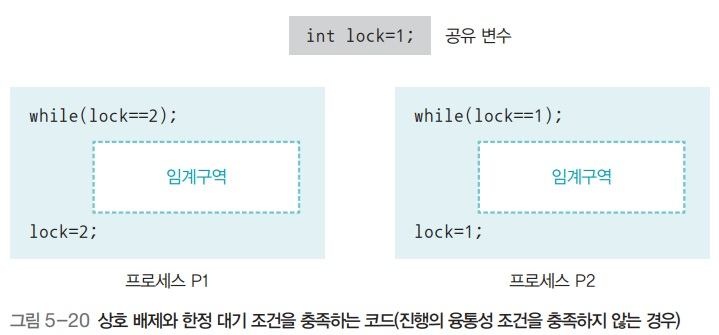 int lock=1; 공유 변수
while(lock==2); while(lock==1);
임계구역 임계구역
lock=2; lock=1;
프로세스 P1 프로세스 P2
그림 5-20 상호 배제와 한정 대기 조건을 충족하는 코드(진행의 융통성 조건을 충족하지 않는 경우)